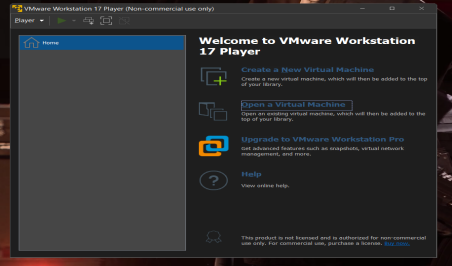 VMware Workstation 17 Player (Non-commercial use only)
Player
Home
Welcome to VMware Workstation
17 Player
Create a New Virtual Machine
Create a new virtual machine, which will then be added to the top
of your library.
Open a Virtual Machine
Open an existing virtual machine, which will then be added to the
top of your library.
Upgrade to VMware Workstation Pro
Get advanced features such as snapshots, virtual network
management, and more.
Help
View online help.
This product is not licensed and is authorized for non-commercial
use only. For commercial use, purchase a license. Buy now.